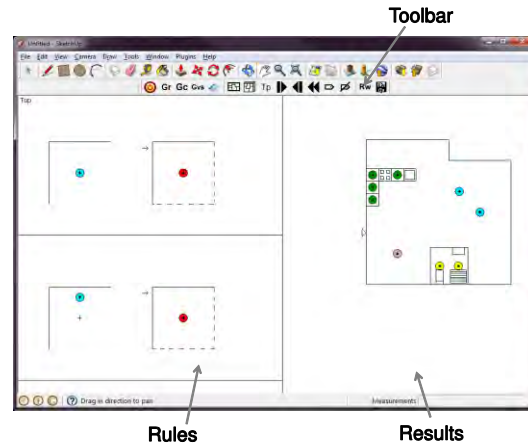 Toolbar
Untitled - SketchUp
File Edit View Camera Draw Tools Window Plugins Help
Gr Gc Gvs Tp Rw
Top
Drag in direction to pan
Measurements
Rules
Results